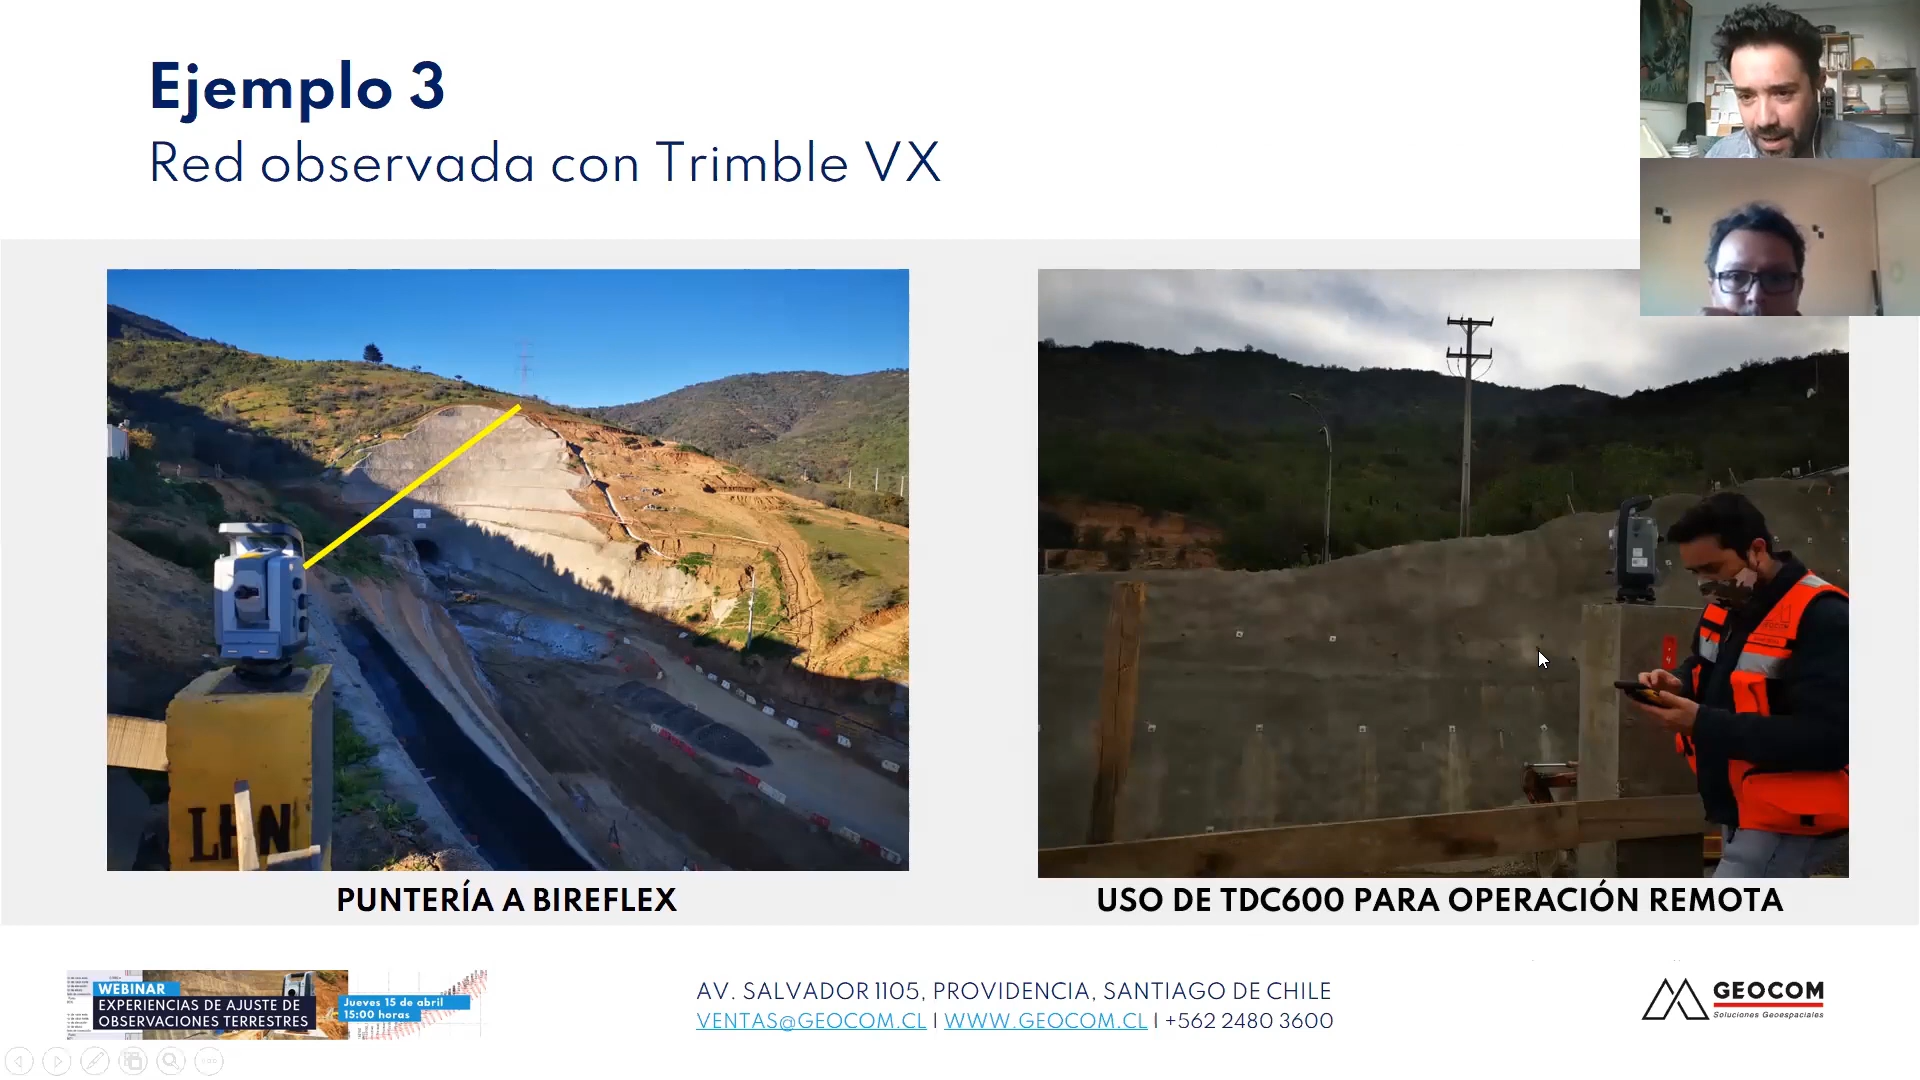 Ejemplo 3
Red observada con Trimble VX
LHN
PUNTERÍA A BIREFLEX
USO DE TDC600 PARA OPERACIÓN REMOTA
WEBINAR
EXPERIENCIAS DE AJUSTE DE
OBSERVACIONES TERRESTRES
Jueves 15 de abril
15:00 horas
AV. SALVADOR 1105, PROVIDENCIA, SANTIAGO DE CHILE
VENTAS@GEOCOM.CL | WWW.GEOCOM.CL | +562 2480 3600
GEOCOM
Soluciones Geoespaciales